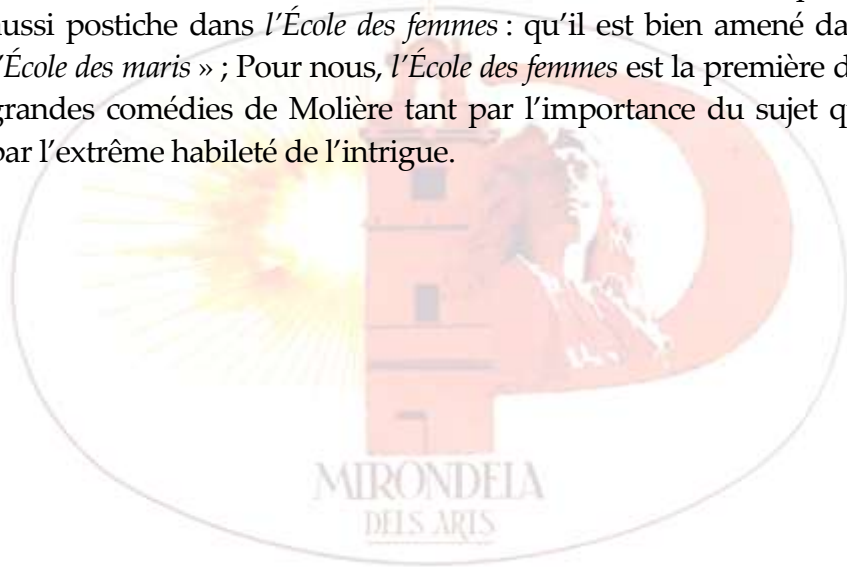 aussi postiche dans l'École des femmes : qu'il est bien amené da
l'École des maris » ; Pour nous, l'École des femmes est la première d
grandes comédies de Molière tant par l'importance du sujet q
par l'extrême habileté de l'intrigue.
MIRONDELA
DELS ARTS